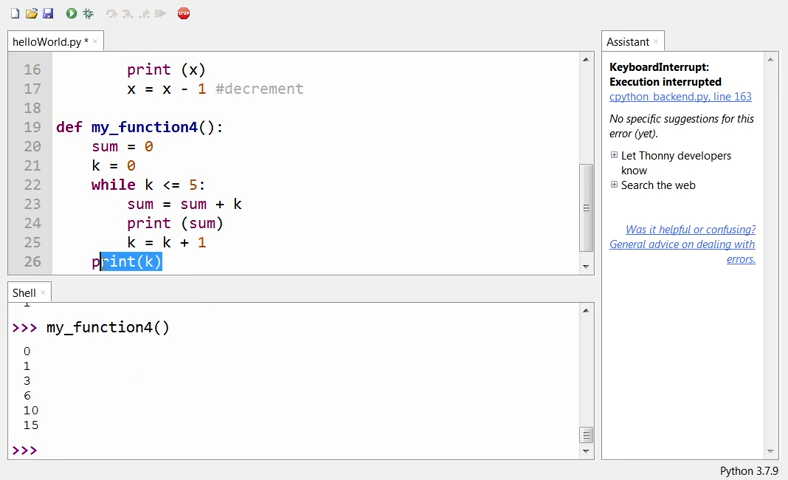 STOP
helloWorld.py * ×
16 print (x)
17 x = x - 1 #decrement
18
19 def my_function4():
20 sum = 0
21 k = 0
22 while k <= 5:
23 sum = sum + k
24 print (sum)
25 k = k + 1
26 print(k)
Shell ×
>>> my_function4()
0
1
3
6
10
15
>>>
Assistant ×
KeyboardInterrupt:
Execution interrupted
cpython_backend.py, line 163
No specific suggestions for this
error (yet).
Let Thonny developers
know
Search the web
Was it helpful or confusing?
General advice on dealing with
errors.
Python 3.7.9